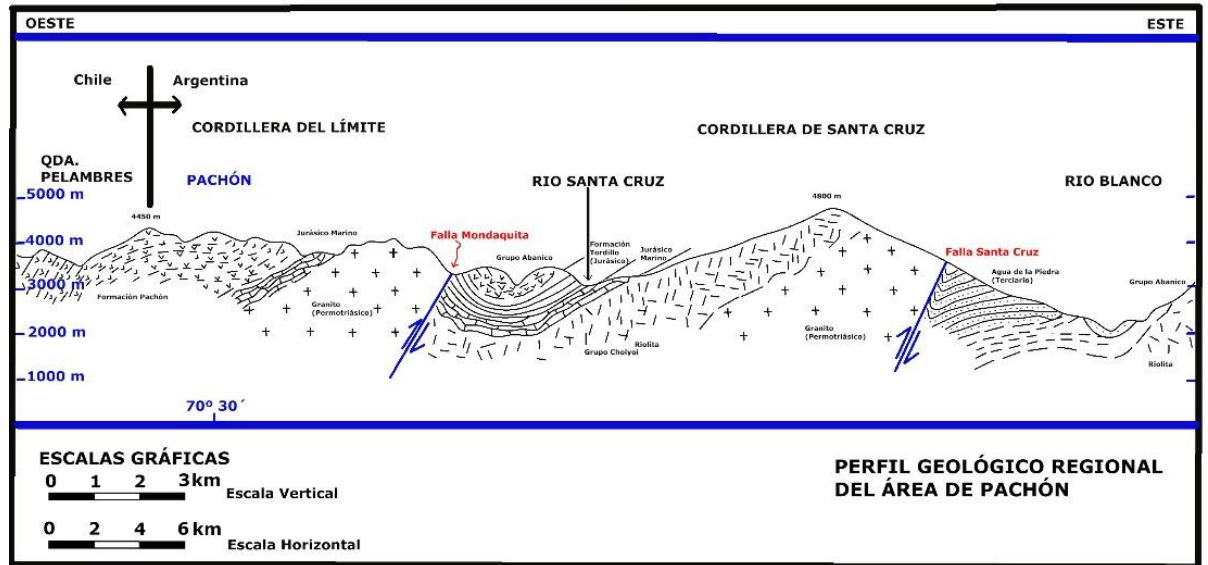 OESTE
ESTE
Chile
Argentina
CORDILLERA DEL LÍMITE
CORDILLERA DE SANTA CRUZ
QDA.
PELAMBRES
PACHÓN
RIO SANTA CRUZ
RIO BLANCO
5000 m
4450 m
4800 m
4000 m
Jurásico Marino
Falla Mondaquita
Grupo Abanico
Formación
Tordillo
(Jurásico)
Jurásico
Marino
Falla Santa Cruz
Agua de la Piedra
(Terciario)
Grupo Abanico
3000 m
Formación Pachón
Granito
(Permotriásico)
2000 m
Riolita
Grupo Choiyoi
Granito
(Permotriásico)
Riolita
1000 m
70º 30´
ESCALAS GRÁFICAS
0 1 2 3km
Escala Vertical
0 2 4 6 km
Escala Horizontal
PERFIL GEOLÓGICO REGIONAL
DEL ÁREA DE PACHÓN